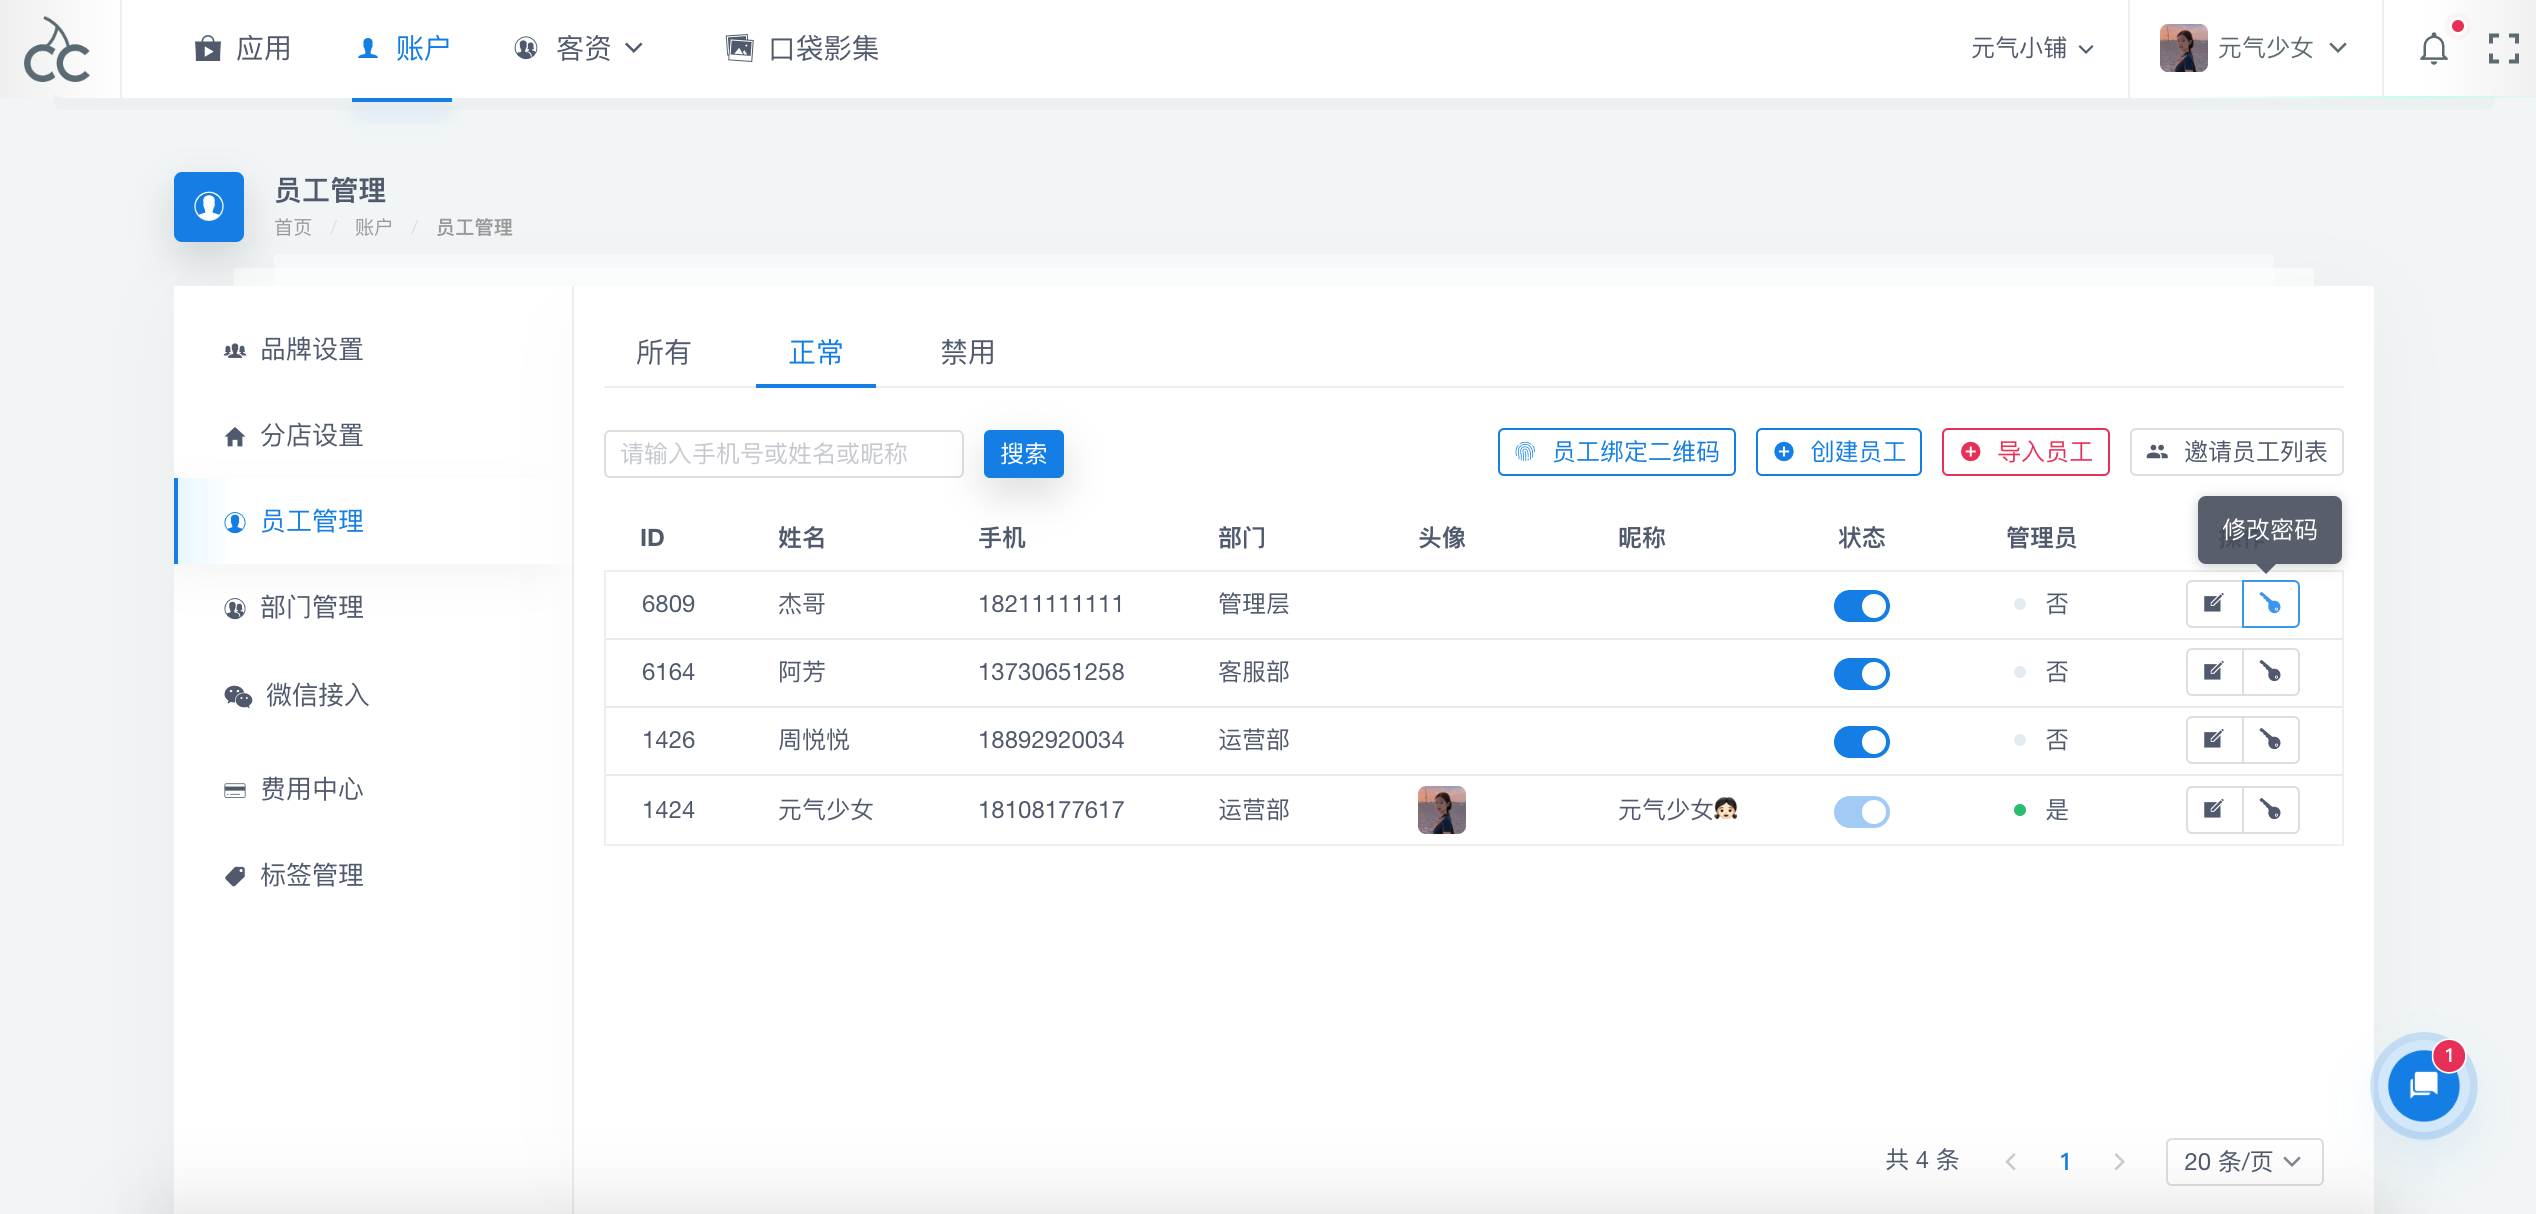 CC
应用
账户
客资
口袋影集
元气小铺
元气少女
员工管理
首页 / 账户 / 员工管理
品牌设置
分店设置
员工管理
部门管理
微信接入
费用中心
标签管理
所有 正常 禁用
请输入手机号或姓名或昵称
搜索
员工绑定二维码
创建员工
导入员工
邀请员工列表
修改密码
ID 姓名 手机 部门 头像 昵称 状态 管理员 操作
6809 杰哥 18211111111 管理层 否
6164 阿芳 13730651258 客服部 否
1426 周悦悦 18892920034 运营部 否
1424 元气少女 18108177617 运营部 元气少女👧🏻 是
1
共 4 条 1 20 条/页